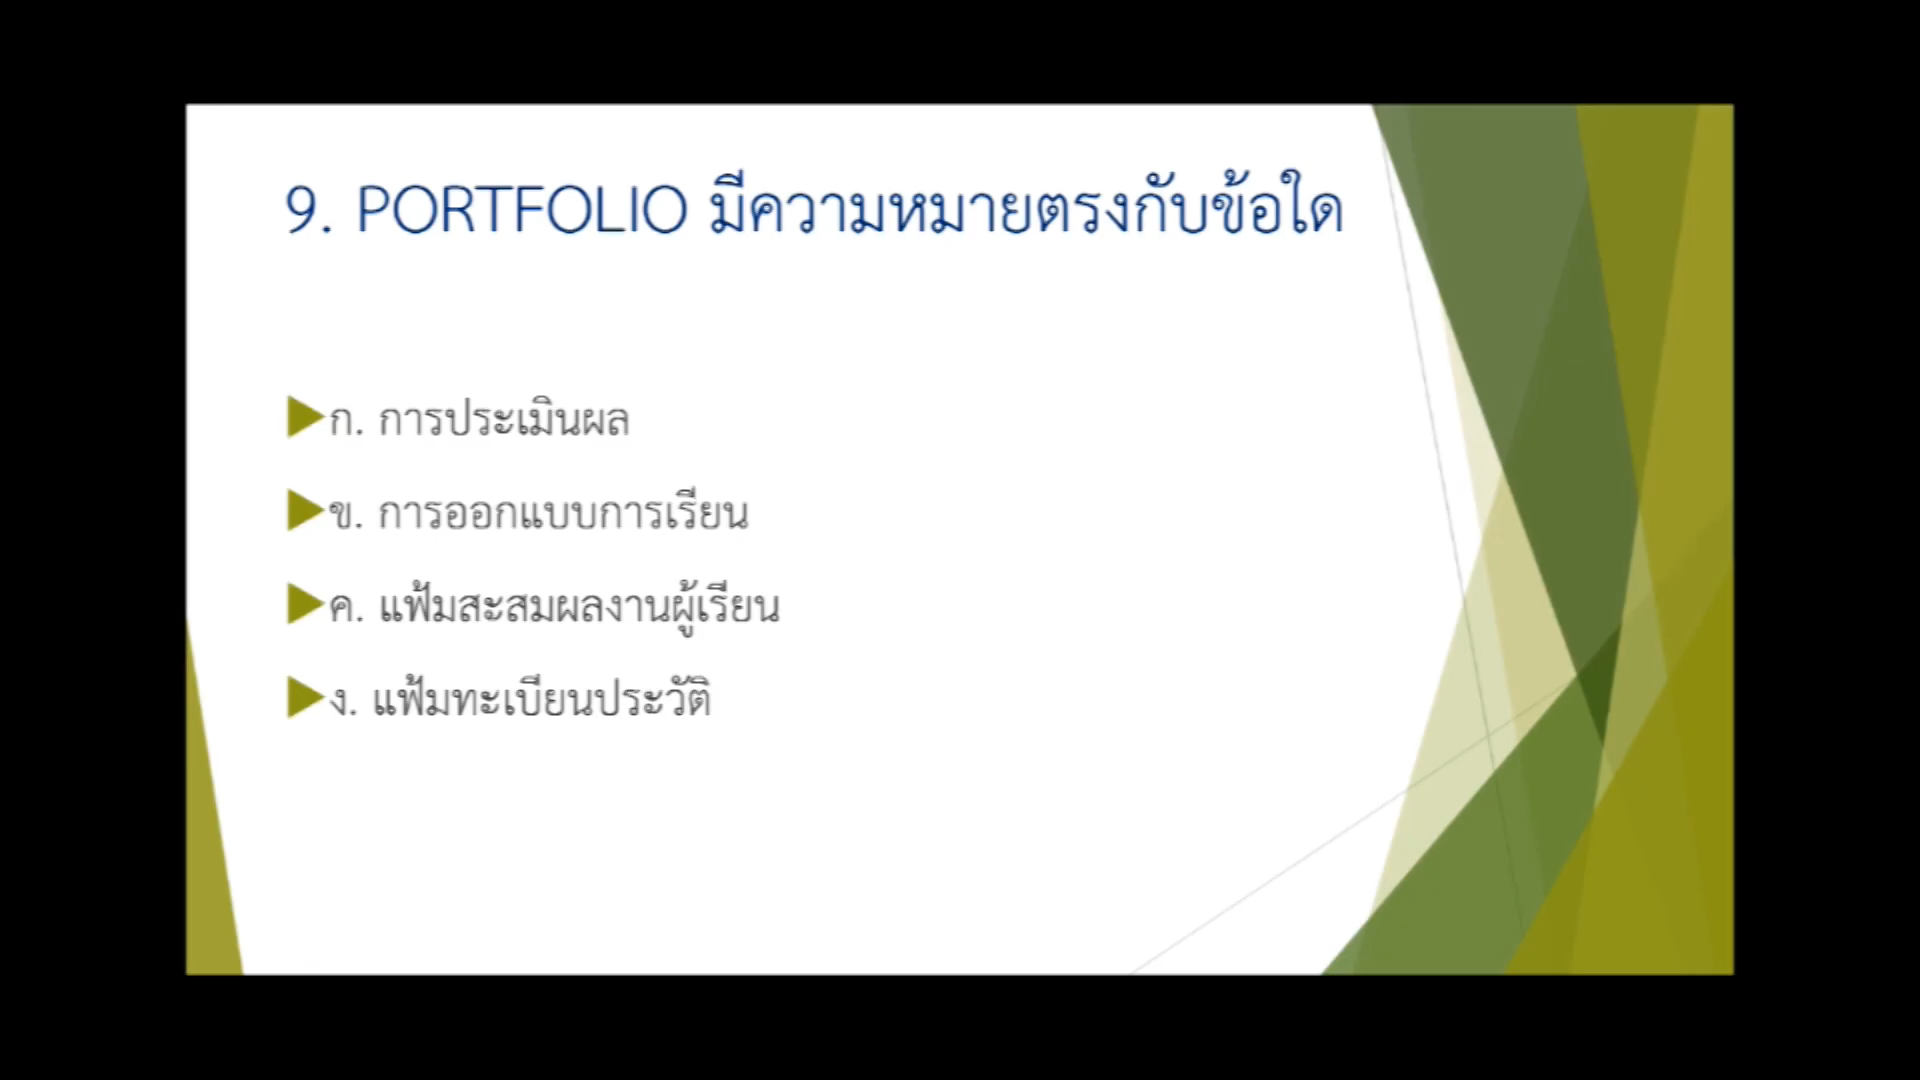 9. PORTFOLIO มีความหมายตรงกับข้อใด
ก. การประเมินผล
ข. การออกแบบการเรียน
ค. แฟ้มสะสมผลงานผู้เรียน
ง. แฟ้มทะเบียนประวัติ